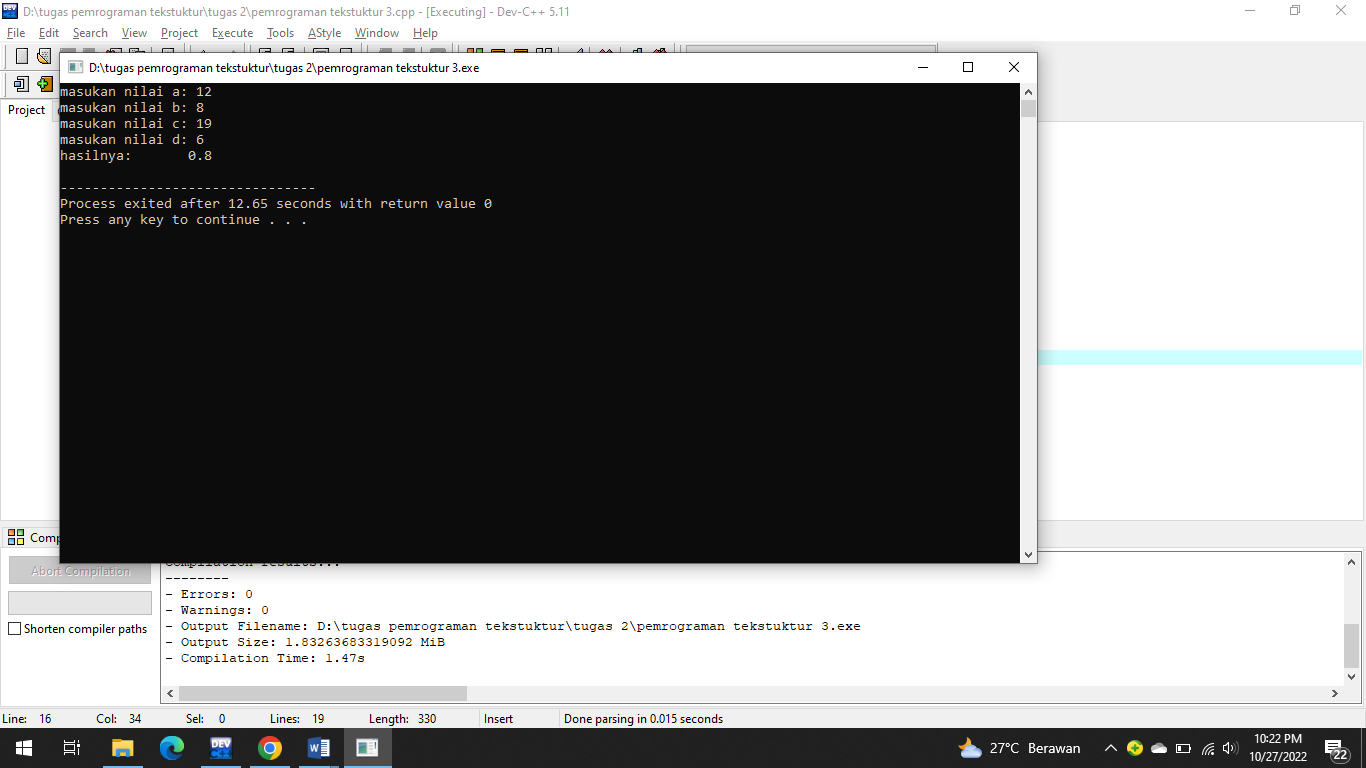 D:\tugas pemrograman tekstuktur\tugas 2\pemrograman tekstuktur 3.cpp - [Executing] - Dev-C++ 5.11
File Edit Search View Project Execute Tools AStyle Window Help
D:\tugas pemrograman tekstuktur\tugas 2\pemrograman tekstuktur 3.exe
Project
masukan nilai a: 12
masukan nilai b: 8
masukan nilai c: 19
masukan nilai d: 6
hasilnya:       0.8
--------------------------------
Process exited after 12.65 seconds with return value 0
Press any key to continue . . .
Abort Compilation
Shorten compiler paths
Compilation results...
--------
- Errors: 0
- Warnings: 0
- Output Filename: D:\tugas pemrograman tekstuktur\tugas 2\pemrograman tekstuktur 3.exe
- Output Size: 1.83263683319092 MiB
- Compilation Time: 1.47s
Line: 16 Col: 34 Sel: 0 Lines: 19 Length: 330 Insert Done parsing in 0.015 seconds
DEV C++
27°C Berawan
10:22 PM
10/27/2022
22